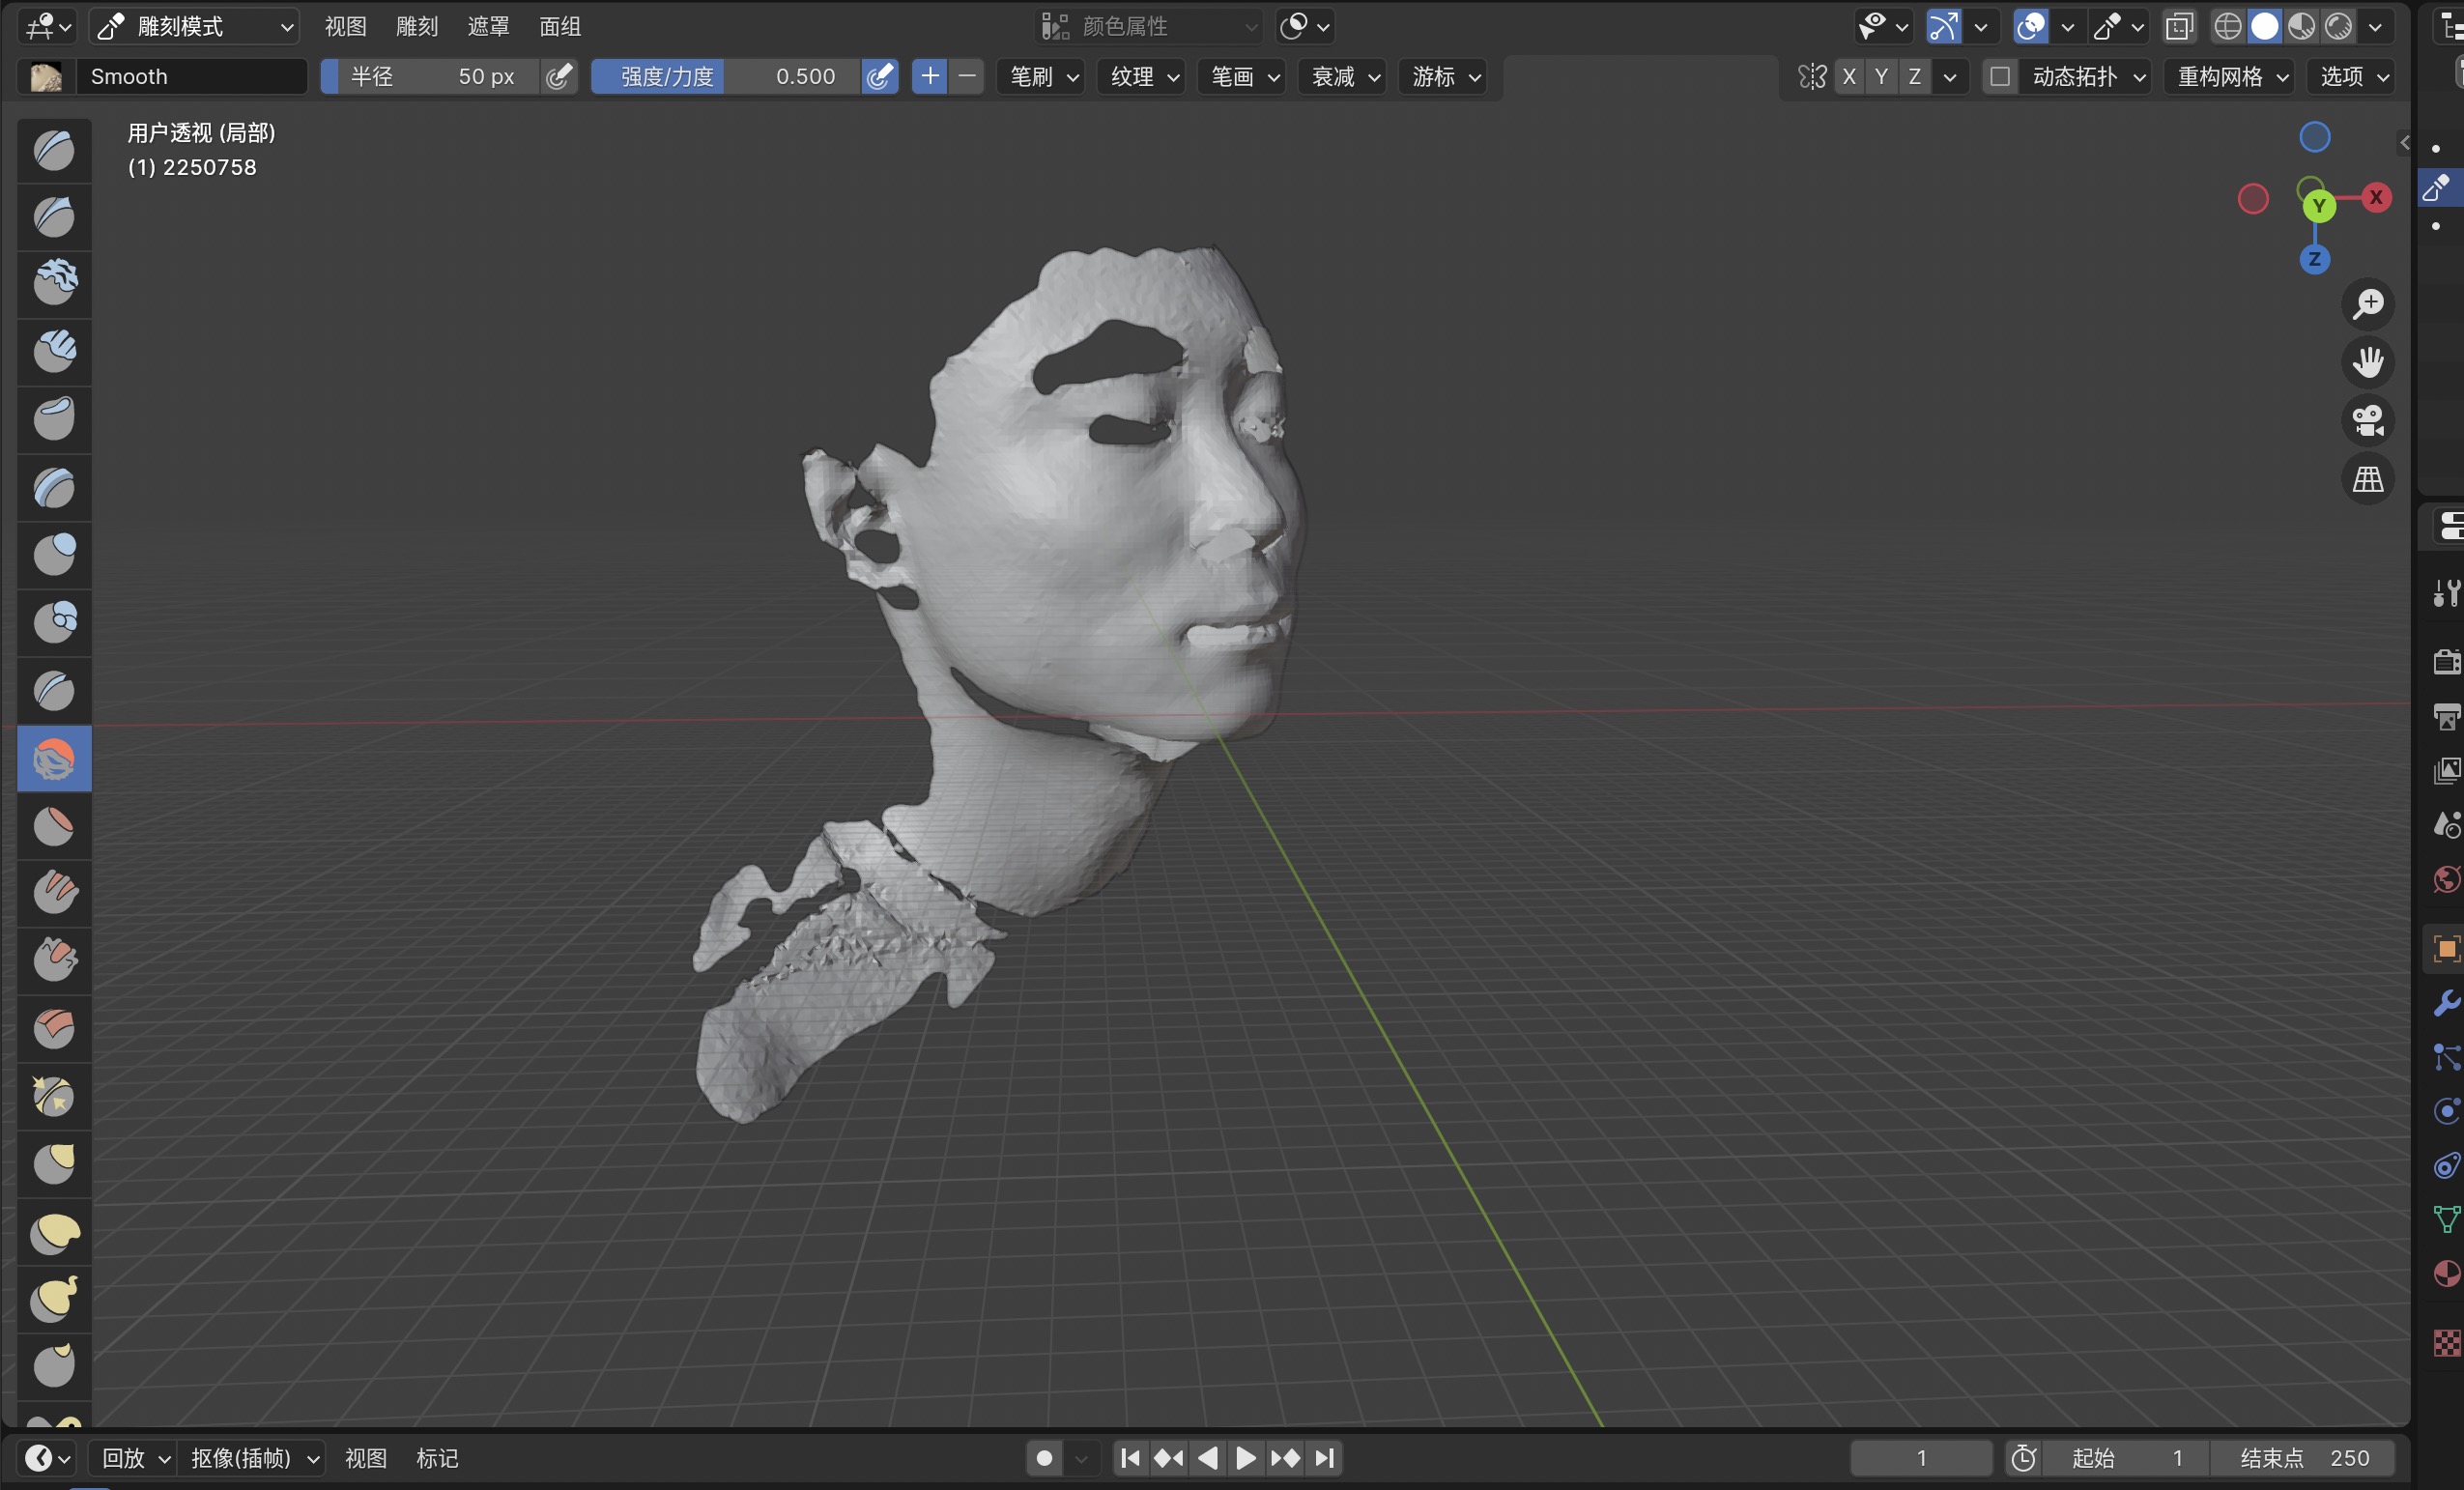 雕刻模式 视图 雕刻 遮罩 面组 颜色属性
Smooth 半径 50 px 强度/力度 0.500 笔刷 纹理 笔画 衰减 游标 X Y Z 动态拓扑 重构网格 选项
用户透视 (局部)
(1) 2250758
Y X
Z
回放 抠像(插帧) 视图 标记 1 起始 1 结束点 250